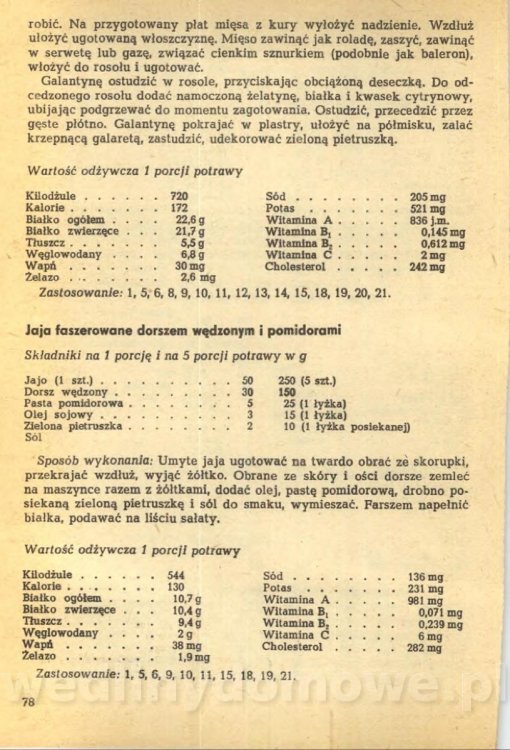 robić. Na przygotowany płat mięsa z kury wyłożyć nadzienie. Wzdłuż
ułożyć ugotowaną włoszczyznę. Mięso zawinąć jak roladę, zaszyć, zawinąć
w serwetę lub gazę, związać cienkim sznurkiem (podobnie jak baleron),
włożyć do rosołu i ugotować.
Galantynę ostudzić w rosole, przyciskając obciążoną deseczką. Do od-
cedzonego rosołu dodać namoczoną żelatynę, białka i kwasek cytrynowy,
ubijając podgrzewać do momentu zagotowania. Ostudzić, przecedzić przez
gęste płótno. Galantynę pokrajać w plastry, ułożyć na półmisku, zalać
krzepnącą galaretą, zastudzić, udekorować zieloną pietruszką.
Wartość odżywcza 1 porcji potrawy
Kilodżule . . . . . . 720
Kalorie . . . . . . . 172
Białko ogółem . . . . 22,6 g
Białko zwierzęce . . . 21,7 g
Tłuszcz . . . . . . . 5,5 g
Węglowodany . . . . 6,8 g
Wapń . . . . . . . 30 mg
Żelazo . . . . . . . 2,6 mg
Sód . . . . . . . . 205 mg
Potas . . . . . . . 521 mg
Witamina A . . . . . 836 j.m.
Witamina B₁ . . . . . 0,145 mg
Witamina B₂ . . . . . 0,612 mg
Witamina C . . . . . 2 mg
Cholesterol . . . . . 242 mg
Zastosowanie: 1, 5, 6, 8, 9, 10, 11, 12, 13, 14, 15, 18, 19, 20, 21.
Jaja faszerowane dorszem wędzonym i pomidorami
Składniki na 1 porcję i na 5 porcji potrawy w g
Jajo (1 szt.) . . . . . . . . . . 50 250 (5 szt.)
Dorsz wędzony . . . . . . . . . 30 150
Pasta pomidorowa . . . . . . . . 5 25 (1 łyżka)
Olej sojowy . . . . . . . . . . 3 15 (1 łyżka)
Zielona pietruszka . . . . . . . . 2 10 (1 łyżka posiekanej)
Sól
Sposób wykonania: Umyte jaja ugotować na twardo obrać ze skorupki,
przekrajać wzdłuż, wyjąć żółtko. Obrane ze skóry i ości dorsze zemleć
na maszynce razem z żółtkami, dodać olej, pastę pomidorową, drobno po-
siekaną zieloną pietruszkę i sól do smaku, wymieszać. Farszem napełnić
białka, podawać na liściu sałaty.
Wartość odżywcza 1 porcji potrawy
Kilodżule . . . . . . 544
Kalorie . . . . . . . 130
Białko ogółem . . . . 10,7 g
Białko zwierzęce . . . 10,4 g
Tłuszcz . . . . . . . 9,4 g
Węglowodany . . . . 2 g
Wapń . . . . . . . 38 mg
Żelazo . . . . . . . 1,9 mg
Sód . . . . . . . . 136 mg
Potas . . . . . . . 231 mg
Witamina A . . . . . 981 mg
Witamina B₁ . . . . . 0,071 mg
Witamina B₂ . . . . . 0,239 mg
Witamina C . . . . . 6 mg
Cholesterol . . . . . 282 mg
Zastosowanie: 1, 5, 6, 9, 10, 11, 15, 18, 19, 21.
wedlinydomowe.pl
78